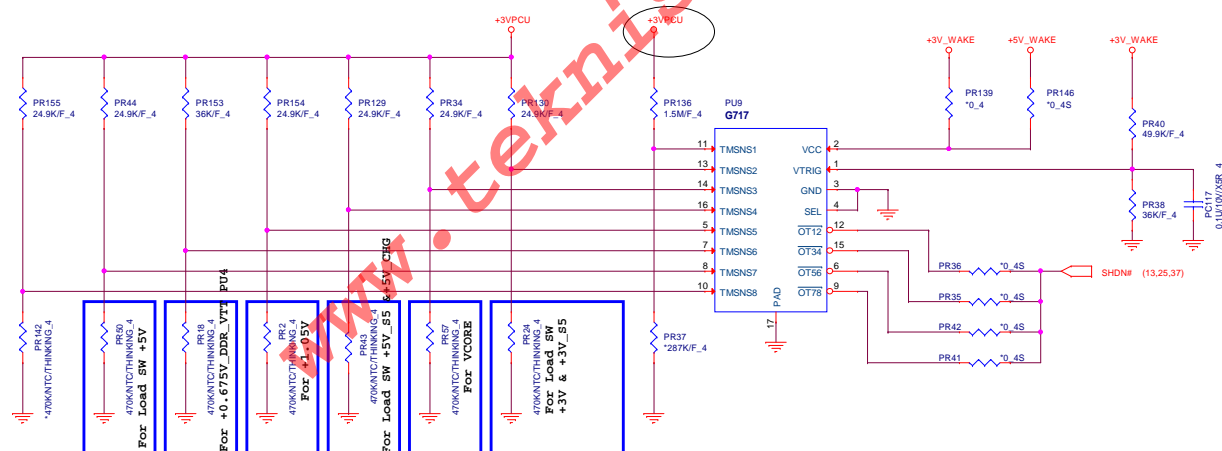 +3VPCU
+3VPCU
+3V_WAKE
+5V_WAKE
+3V_WAKE
PR155
24.9K/F_4
PR44
24.9K/F_4
PR153
36K/F_4
PR154
24.9K/F_4
PR129
24.9K/F_4
PR34
24.9K/F_4
PR130
24.9K/F_4
PR136
1.5M/F_4
PU9
G717
PR139
*0_4
PR146
*0_4S
PR40
49.9K/F_4
11 TMSNS1
13 TMSNS2
14 TMSNS3
16 TMSNS4
5 TMSNS5
7 TMSNS6
8 TMSNS7
10 TMSNS8
VCC 2
VTRIG 1
GND 3
SEL 4
OT12 12
OT34 15
OT56 6
OT78 9
PAD
17
PR38
36K/F_4
PC117
0.1U/10V/X5R_4
PR36 *0_4S
PR35 *0_4S
PR42 *0_4S
PR41 *0_4S
SHDN# (13,25,37)
PR142
*470K/NTC/THINKING_4
PR50
470K/NTC/THINKING_4
For Load SW +5V
PR18
470K/NTC/THINKING_4
For +0.675V_DDR_VTT PU4
PR2
470K/NTC/THINKING_4
For +1.05V
PR43
470K/NTC/THINKING_4
For Load SW +5V_S5 &+5V_CHG
PR57
470K/NTC/THINKING_4
For VCORE
PR24
470K/NTC/THINKING_4
For Load SW
+3V & +3V_S5
PR37
*287K/F_4
www.teknis